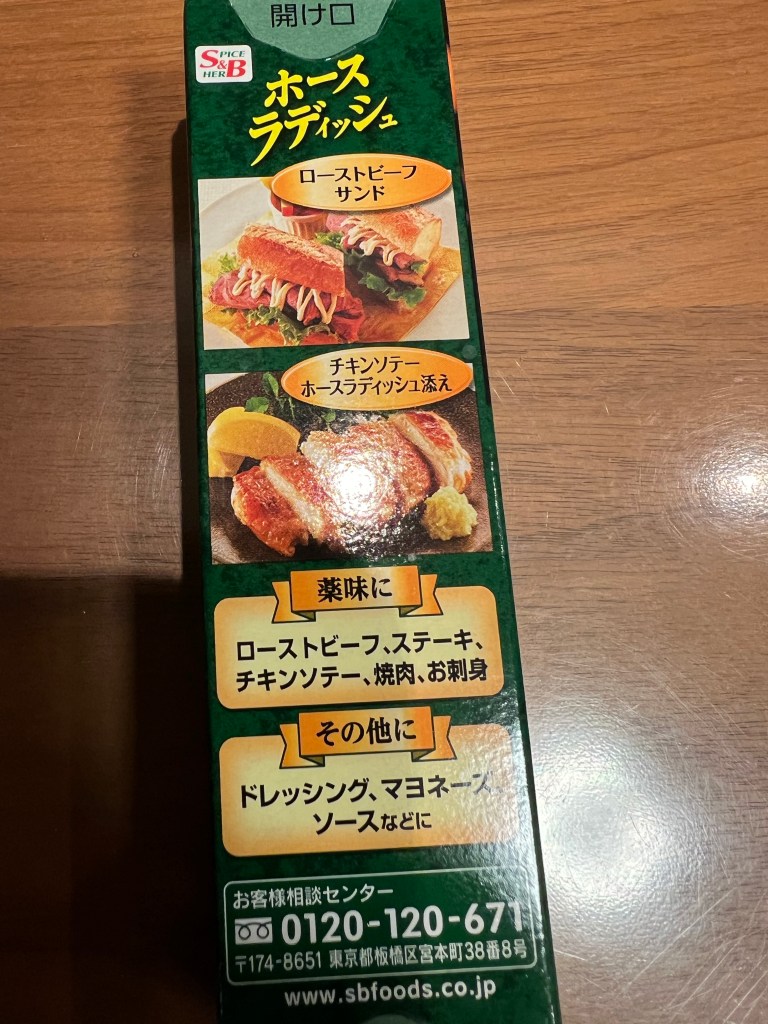 開け口
SPICE
S&B
HERB
ホース
ラディッシュ
ローストビーフ
サンド
チキンソテー
ホースラディッシュ添え
薬味に
ローストビーフ、ステーキ、
チキンソテー、焼肉、お刺身
その他に
ドレッシング、マヨネーズ、
ソースなどに
お客様相談センター
0120-120-671
〒174-8651 東京都板橋区宮本町38番8号
www.sbfoods.co.jp